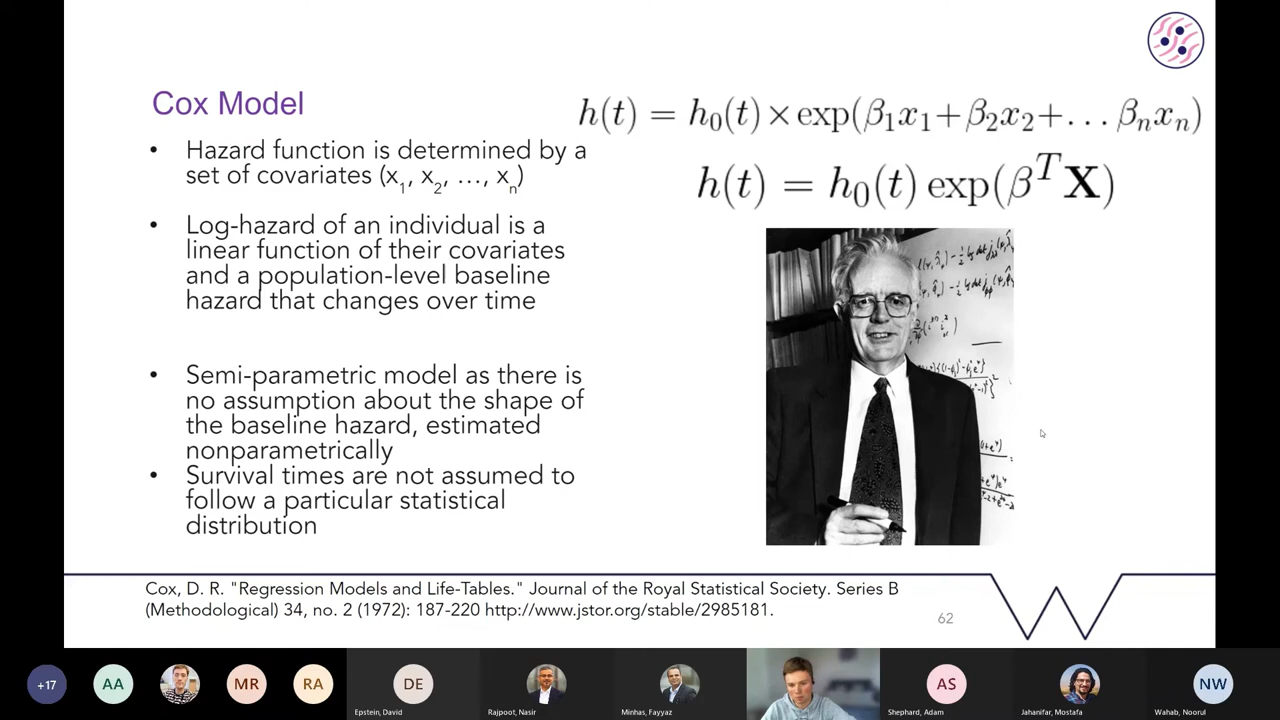 Cox Model
h(t) = h₀(t) × exp(β₁x₁+β₂x₂+… βₙxₙ)
h(t) = h₀(t) exp(βᵀX)
• Hazard function is determined by a
set of covariates (x₁, x₂, …, xₙ)
• Log-hazard of an individual is a
linear function of their covariates
and a population-level baseline
hazard that changes over time
• Semi-parametric model as there is
no assumption about the shape of
the baseline hazard, estimated
nonparametrically
• Survival times are not assumed to
follow a particular statistical
distribution
Cox, D. R. "Regression Models and Life-Tables." Journal of the Royal Statistical Society. Series B
(Methodological) 34, no. 2 (1972): 187-220 http://www.jstor.org/stable/2985181.
62
+17
AA
MR
RA
DE
AS
NW
Epstein, David
Rajpoot, Nasir
Minhas, Fayyaz
Shephard, Adam
Jahanifar, Mostafa
Wahab, Noorul